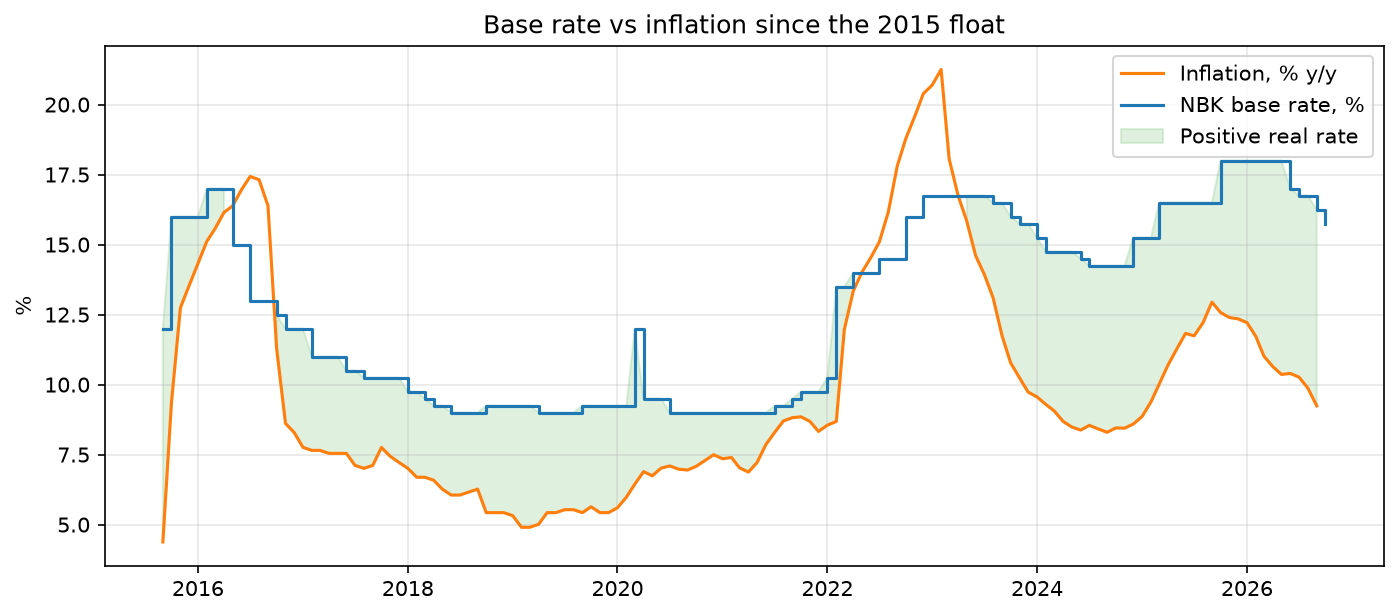 Base rate vs inflation since the 2015 float
Inflation, % y/y
NBK base rate, %
Positive real rate
%
20.0
17.5
15.0
12.5
10.0
7.5
5.0
2016 2018 2020 2022 2024 2026